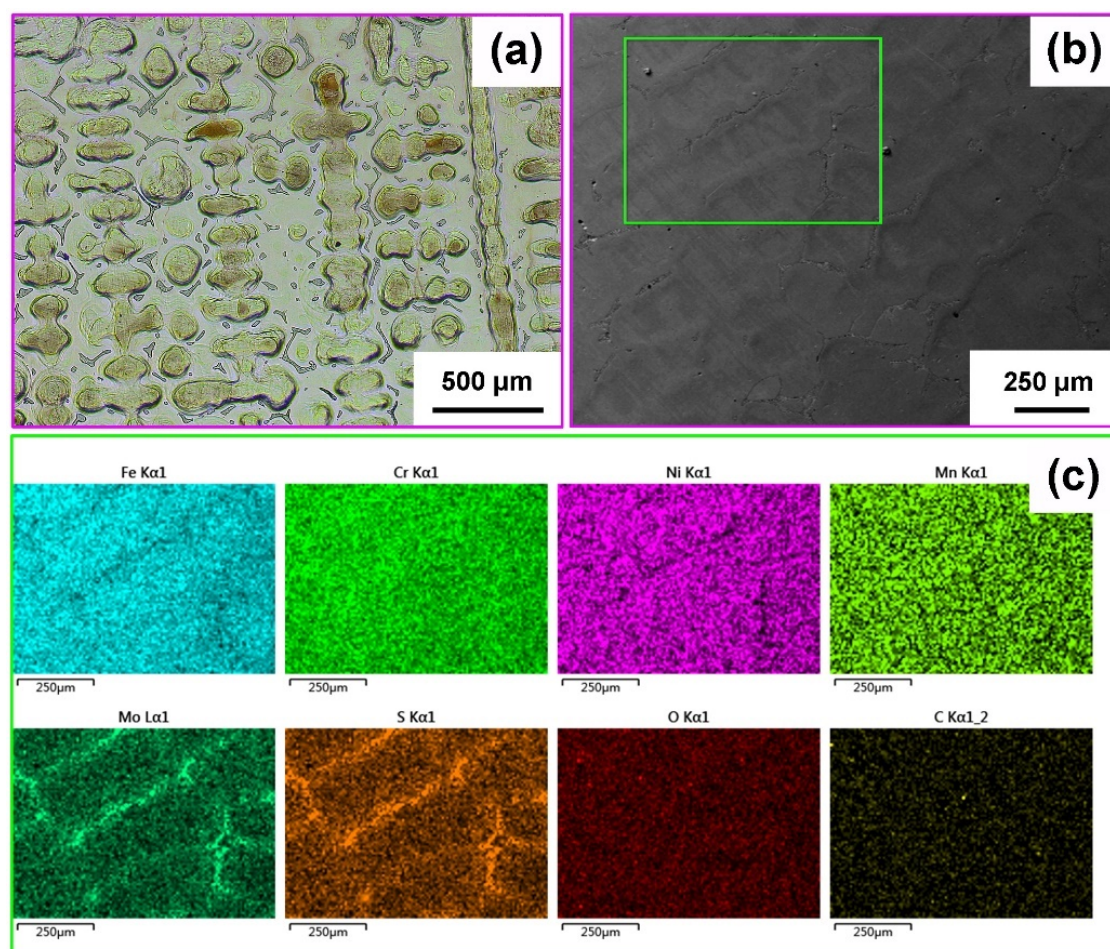 (a)
(b)
500 µm
250 µm
(c)
Fe Kα1
Cr Kα1
Ni Kα1
Mn Kα1
250µm
250µm
250µm
250µm
Mo Lα1
S Kα1
O Kα1
C Kα1_2
250µm
250µm
250µm
250µm